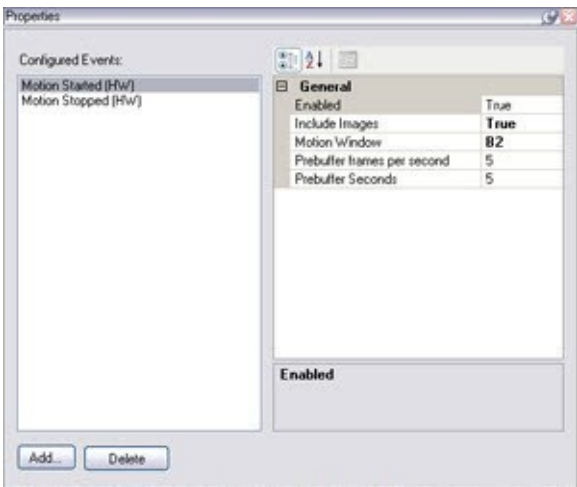 Properties
Configured Events:
Motion Started (HW)
Motion Stopped (HW)
General
Enabled True
Include Images True
Motion Window B2
Prebuffer frames per second 5
Prebuffer Seconds 5
Enabled
Add... Delete